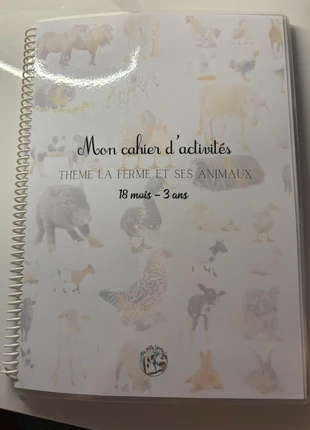 Mon cahier d'activités
THÈME LA FERME ET SES ANIMAUX
18 mois – 3 ans